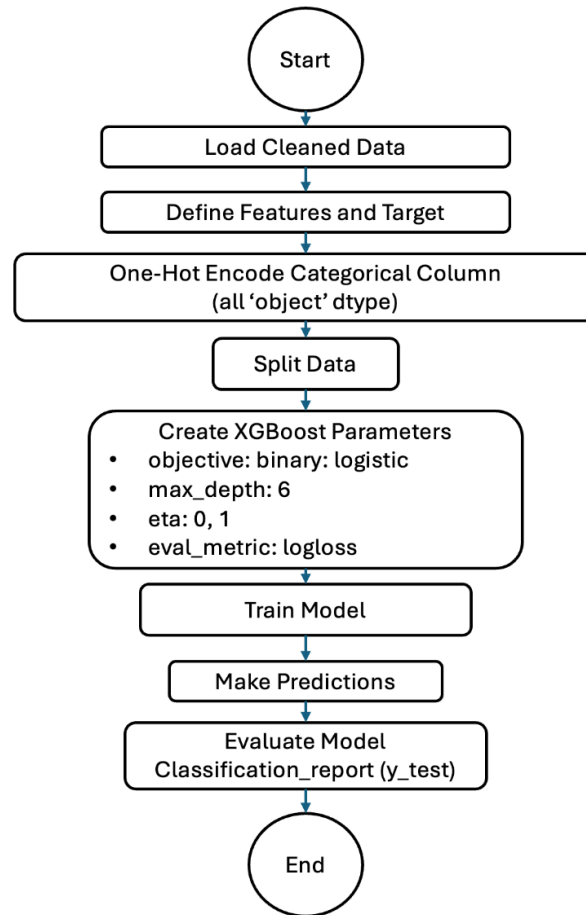 Start
Load Cleaned Data
Define Features and Target
One-Hot Encode Categorical Column
(all ‘object’ dtype)
Split Data
Create XGBoost Parameters
• objective: binary: logistic
• max_depth: 6
• eta: 0, 1
• eval_metric: logloss
Train Model
Make Predictions
Evaluate Model
Classification_report (y_test)
End